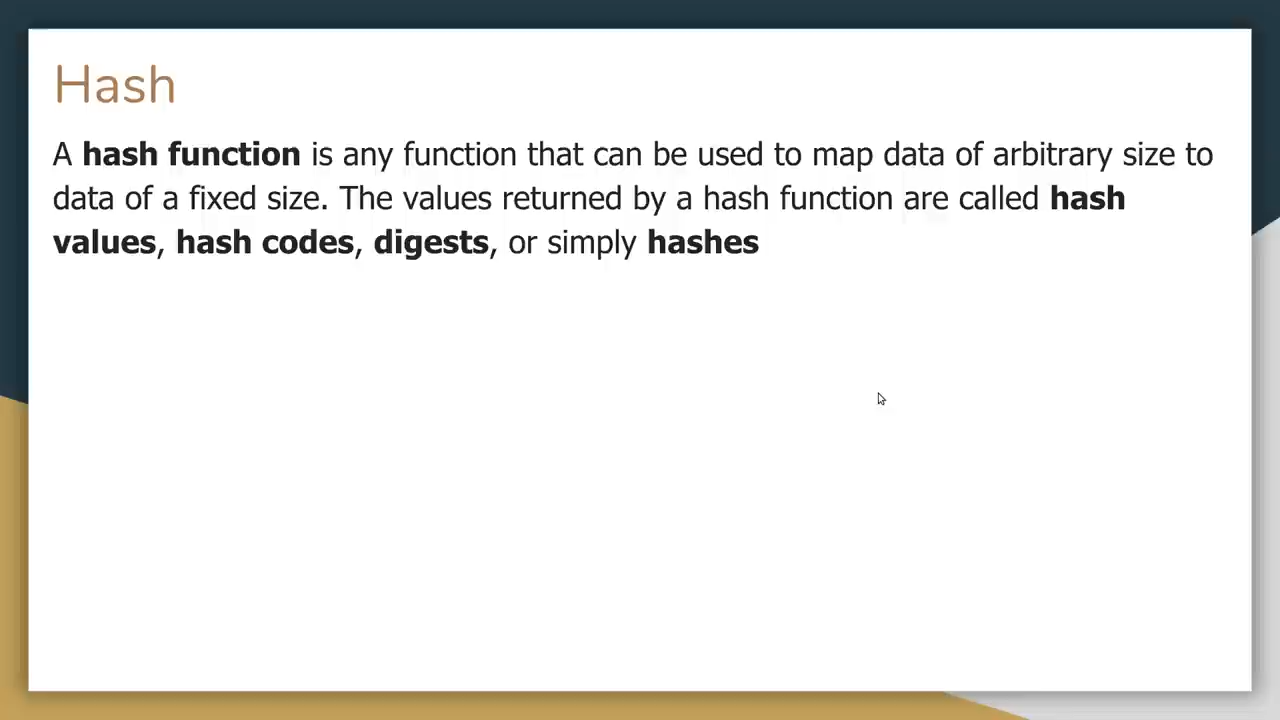 Hash
A hash function is any function that can be used to map data of arbitrary size to
data of a fixed size. The values returned by a hash function are called hash
values, hash codes, digests, or simply hashes